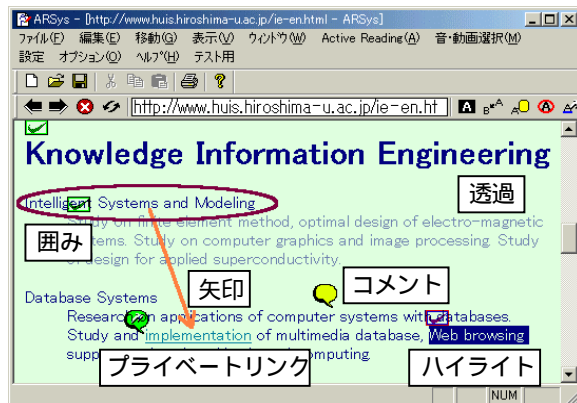 ARSys - [http://www.huis.hiroshima-u.ac.jp/ie-en.html - ARSys]
ファイル(F) 編集(E) 移動(G) 表示(V) ウィンドウ(W) Active Reading(A) 音・動画選択(M)
設定 オプション(O) ヘルプ(H) テスト用
http://www.huis.hiroshima-u.ac.jp/ie-en.ht
Knowledge Information Engineering
Intelligent Systems and Modeling
透過
Study on finite element method, optimal design of electro-magnetic
囲み
systems. Study on computer graphics and image processing. Study
of design for applied superconductivity.
矢印
コメント
Database Systems
Research on applications of computer systems with databases.
Study and implementation of multimedia database, Web browsing
supp
computing.
プライベートリンク
ハイライト
NUM